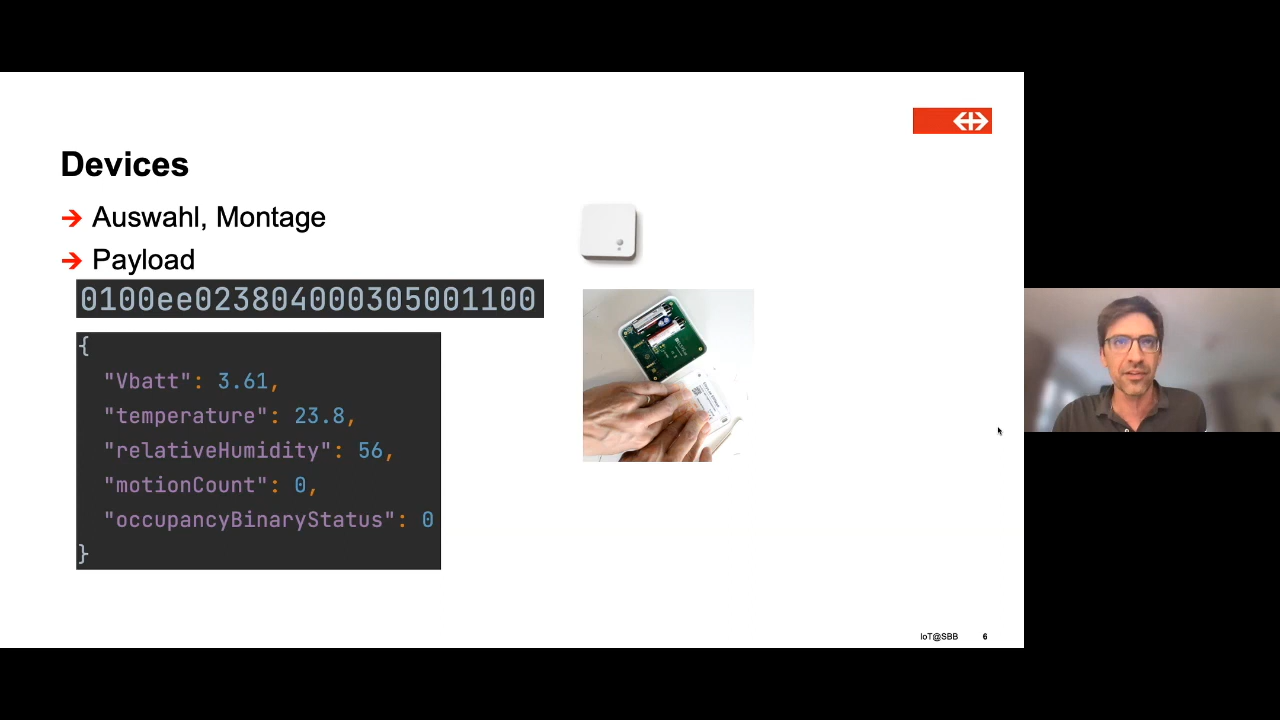 Devices
Auswahl, Montage
Payload
0100ee023804000305001100
{
"Vbatt": 3.61,
"temperature": 23.8,
"relativeHumidity": 56,
"motionCount": 0,
"occupancyBinaryStatus": 0
}
IoT@SBB 6